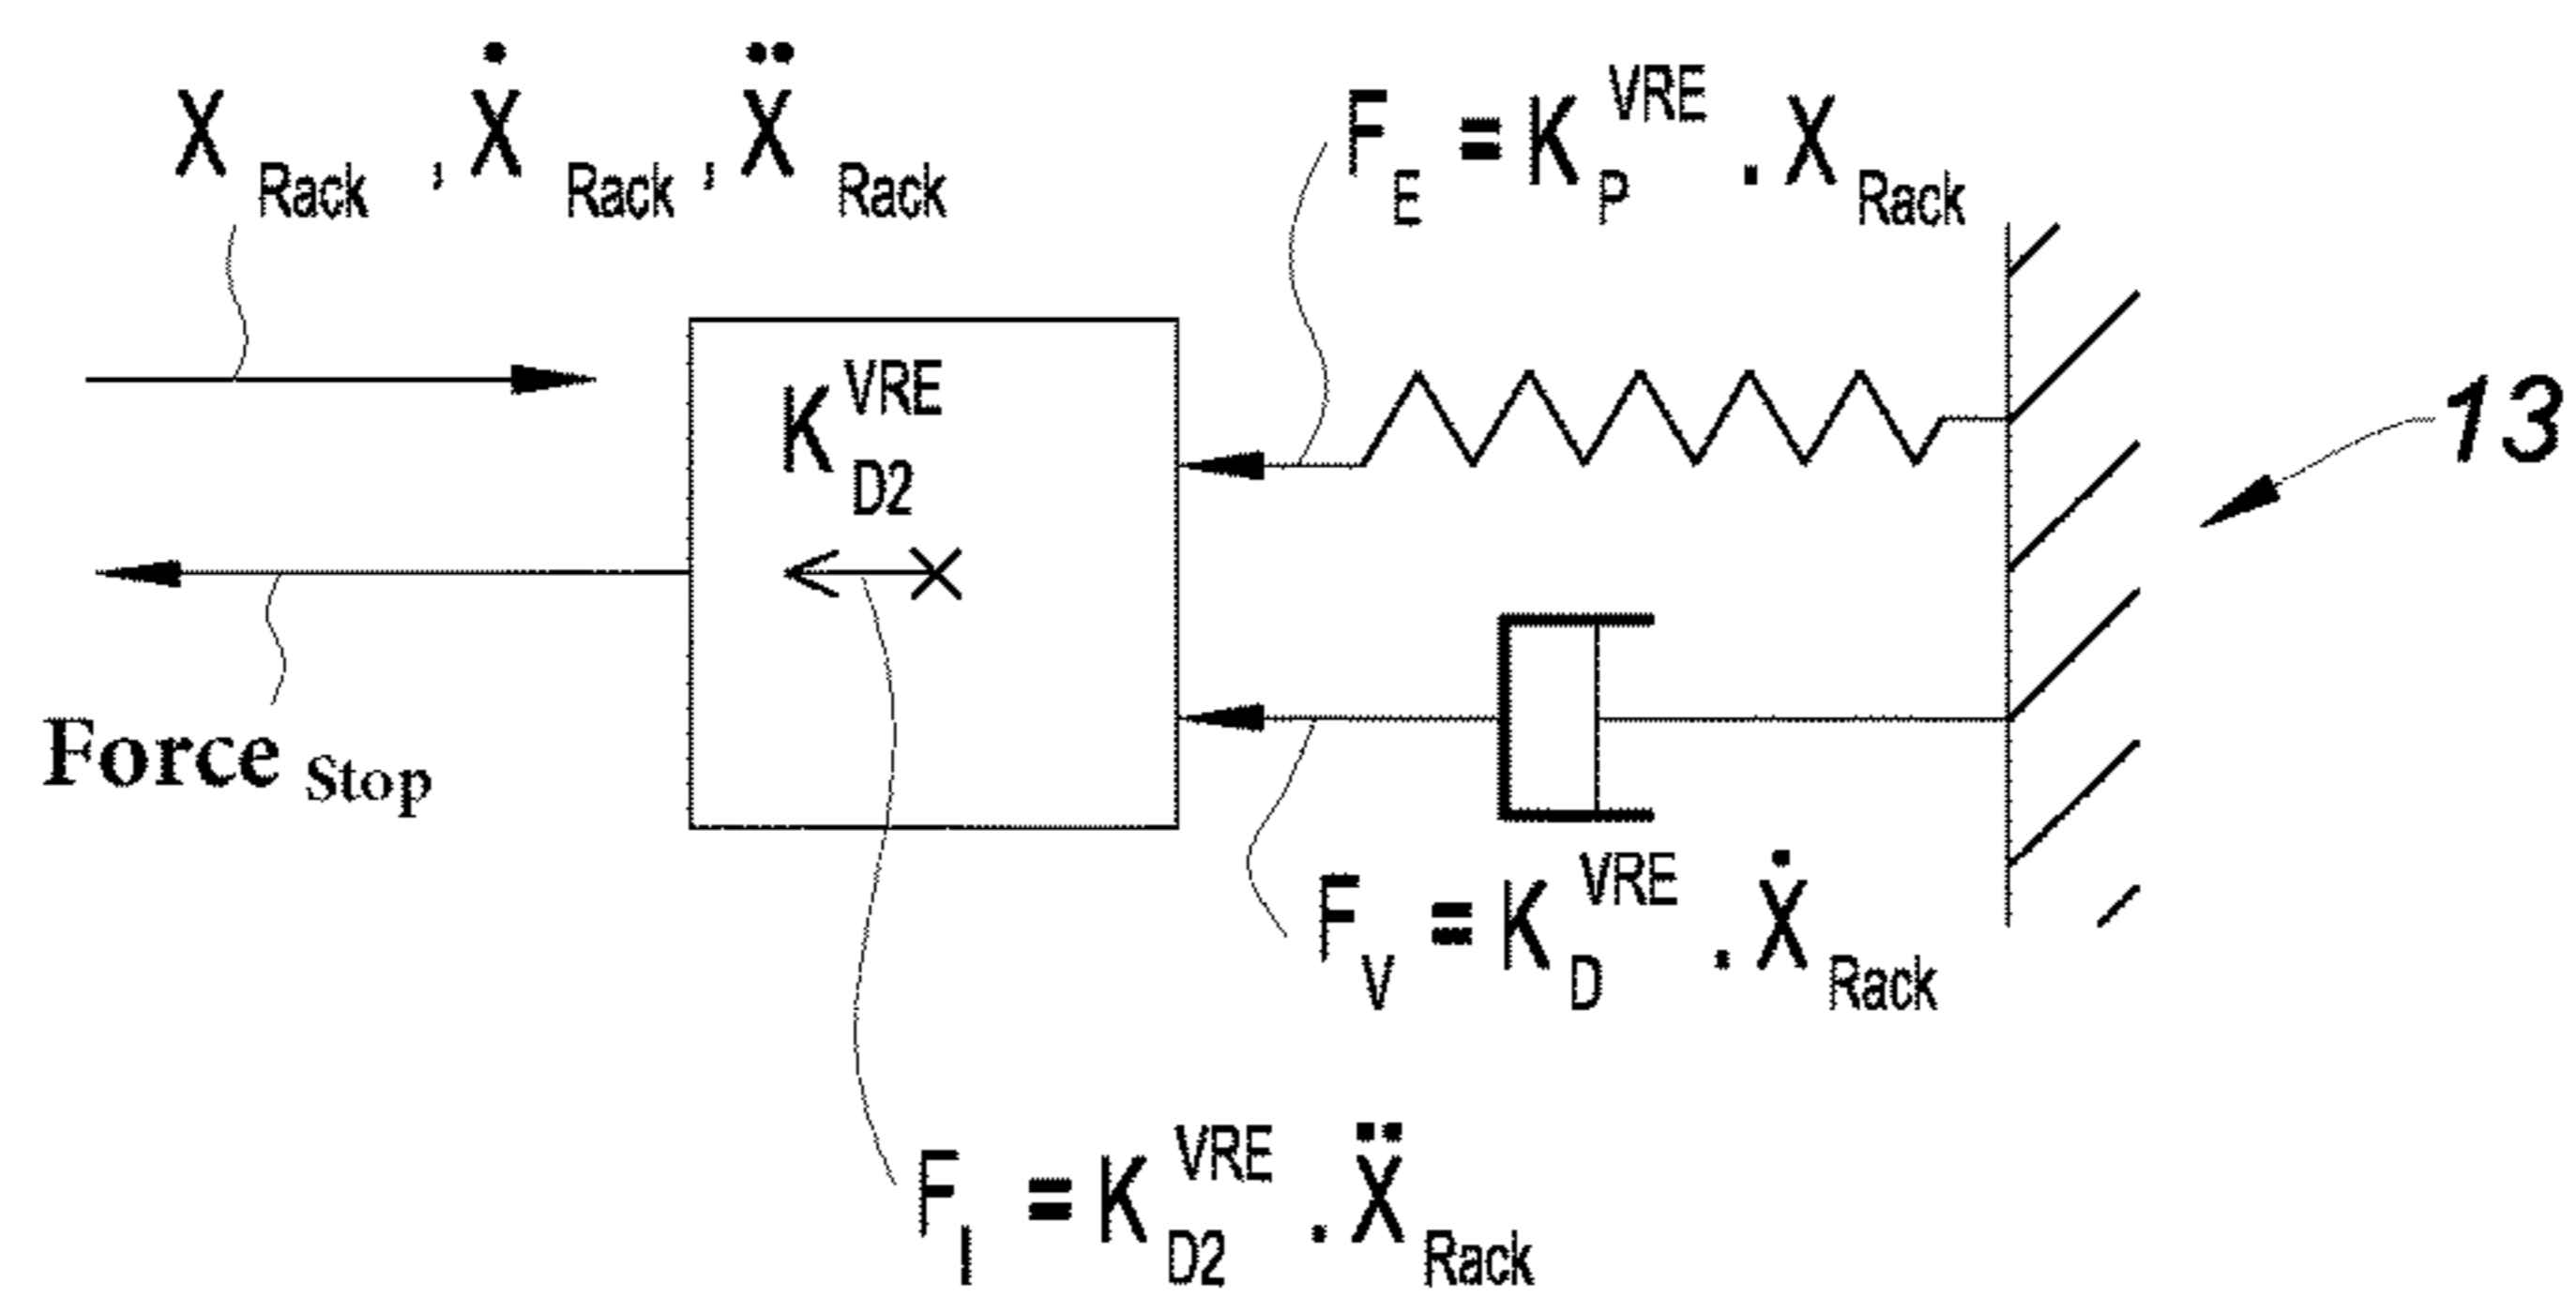 X Rack , Ẋ Rack , Ẍ Rack
F E = K P VRE . X Rack
K D2 VRE
13
Force Stop
F V = K D VRE . Ẋ Rack
F I = K D2 VRE . Ẍ Rack